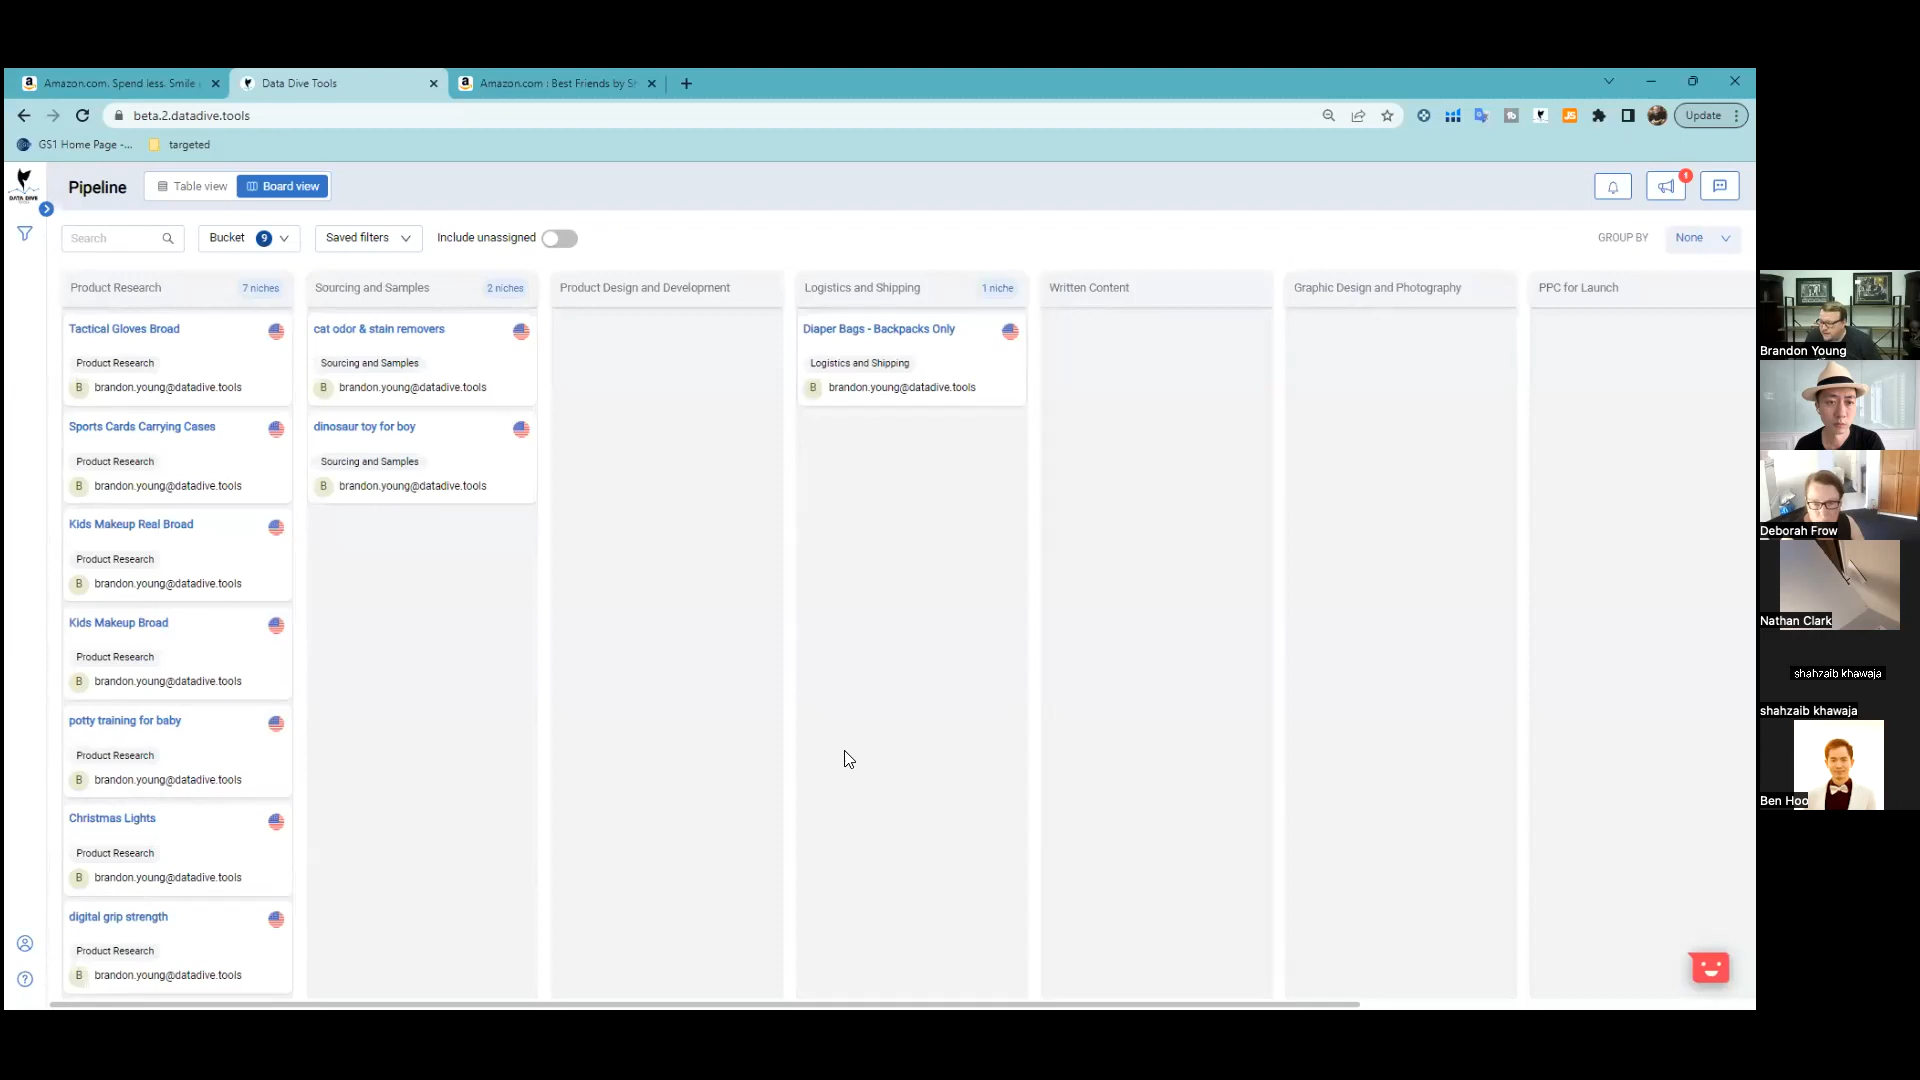 Amazon.com. Spend less. Smile
Data Dive Tools
Amazon.com : Best Friends by Sh
beta.2.datadive.tools
Update
GS1 Home Page -...
targeted
DATA DIVE
Pipeline
Table view
Board view
1
Search
Bucket 9
Saved filters
Include unassigned
GROUP BY
None
Product Research
7 niches
Sourcing and Samples
2 niches
Product Design and Development
Logistics and Shipping
1 niche
Written Content
Graphic Design and Photography
PPC for Launch
Tactical Gloves Broad
Product Research
B brandon.young@datadive.tools
Sports Cards Carrying Cases
Product Research
B brandon.young@datadive.tools
Kids Makeup Real Broad
Product Research
B brandon.young@datadive.tools
Kids Makeup Broad
Product Research
B brandon.young@datadive.tools
potty training for baby
Product Research
B brandon.young@datadive.tools
Christmas Lights
Product Research
B brandon.young@datadive.tools
digital grip strength
Product Research
B brandon.young@datadive.tools
cat odor & stain removers
Sourcing and Samples
B brandon.young@datadive.tools
dinosaur toy for boy
Sourcing and Samples
B brandon.young@datadive.tools
Diaper Bags - Backpacks Only
Logistics and Shipping
B brandon.young@datadive.tools
Brandon Young
Deborah Frow
Nathan Clark
shahzaib khawaja
shahzaib khawaja
Ben Hoo